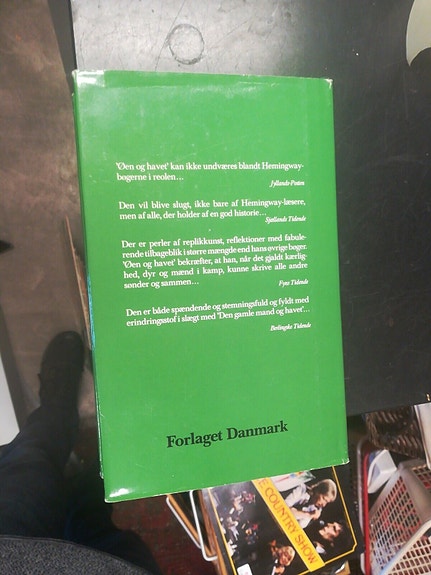 'Øen og havet' kan ikke undværes blandt Hemingway-
bøgerne i reolen...
Jyllands-Posten
Den vil blive slugt, ikke bare af Hemingway-læsere,
men af alle, der holder af en god historie...
Sjællands Tidende
Der er perler af replikkunst, reflektioner med fabule-
rende tilbageblik i større mængde end hans øvrige bøger.
'Øen og havet' bekræfter, at han, når det gjaldt kærlig-
hed, dyr og mænd i kamp, kunne skrive alle andre
sønder og sammen...
Fyns Tidende
Den er både spændende og stemningsfuld og fyldt med
erindringsstof i slægt med 'Den gamle mand og havet'...
Berlingske Tidende
Forlaget Danmark
COUNTRY SHOW